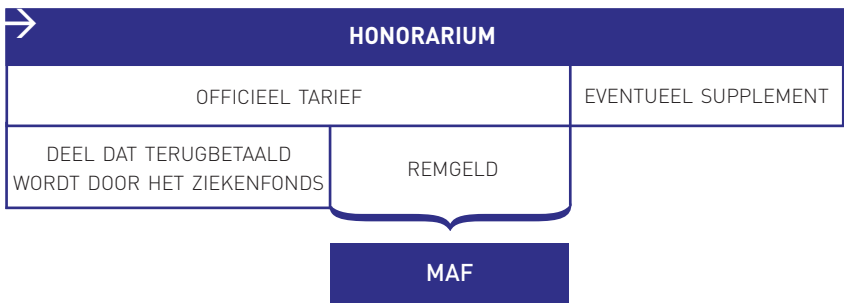 HONORARIUM
OFFICIEEL TARIEF
EVENTUEEL SUPPLEMENT
DEEL DAT TERUGBETAALD
WORDT DOOR HET ZIEKENFONDS
REMGELD
MAF